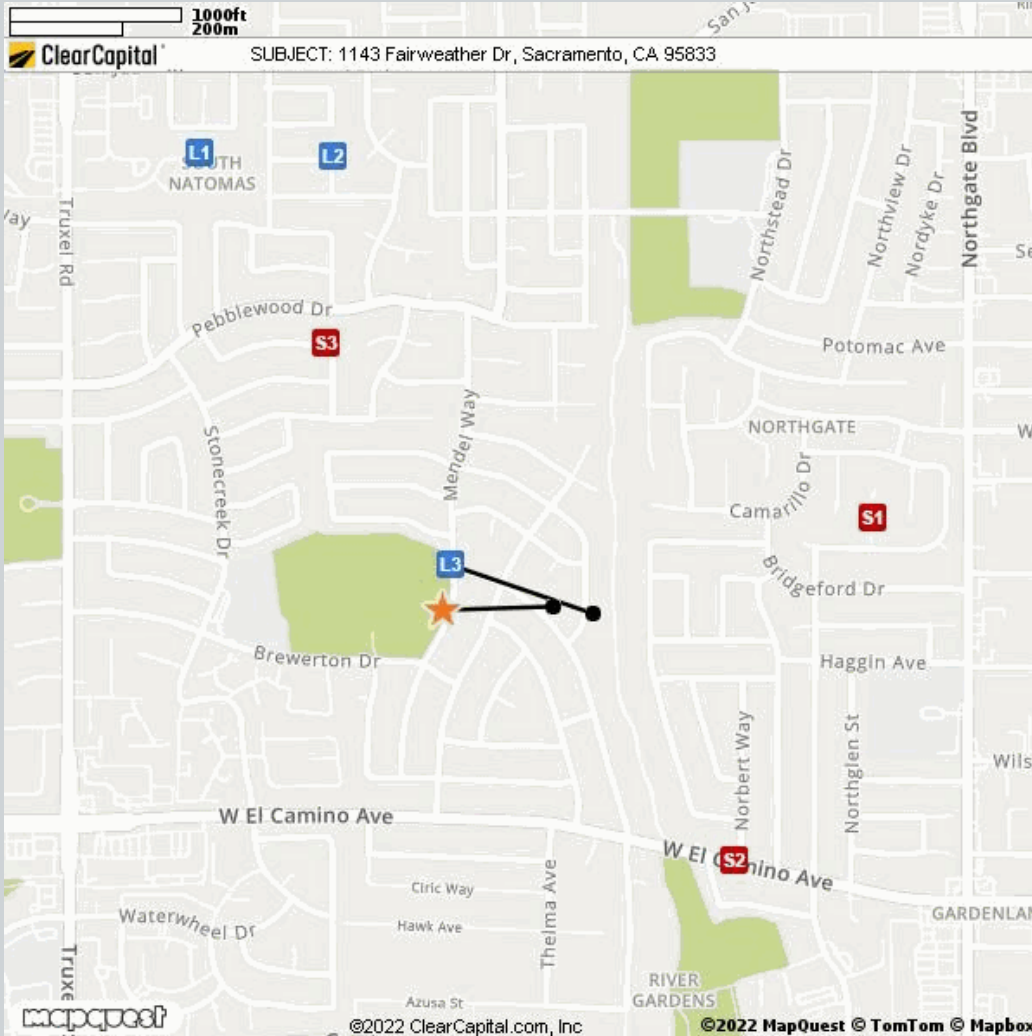 1000ft
200m
San J
ClearCapital
SUBJECT: 1143 Fairweather Dr, Sacramento, CA 95833
L1
L2
SOUTH
NATOMAS
Truxel Rd
Northstead Dr
Northview Dr
Nordyke Dr
Northgate Blvd
Se
Pebblewood Dr
S3
Potomac Ave
Mendel Way
NORTHGATE
W
Stonecreek Dr
Camarillo Dr
S1
L3
Bridgeford Dr
Brewerton Dr
Haggin Ave
Norbert Way
Northglen St
Wils
W El Camino Ave
W El Camino Ave
S2
Ciric Way
Thelma Ave
Waterwheel Dr
Hawk Ave
GARDENLAN
Truxe
RIVER
GARDENS
Azusa St
mapquest
©2022 ClearCapital.com, Inc
©2022 MapQuest © TomTom © Mapbox